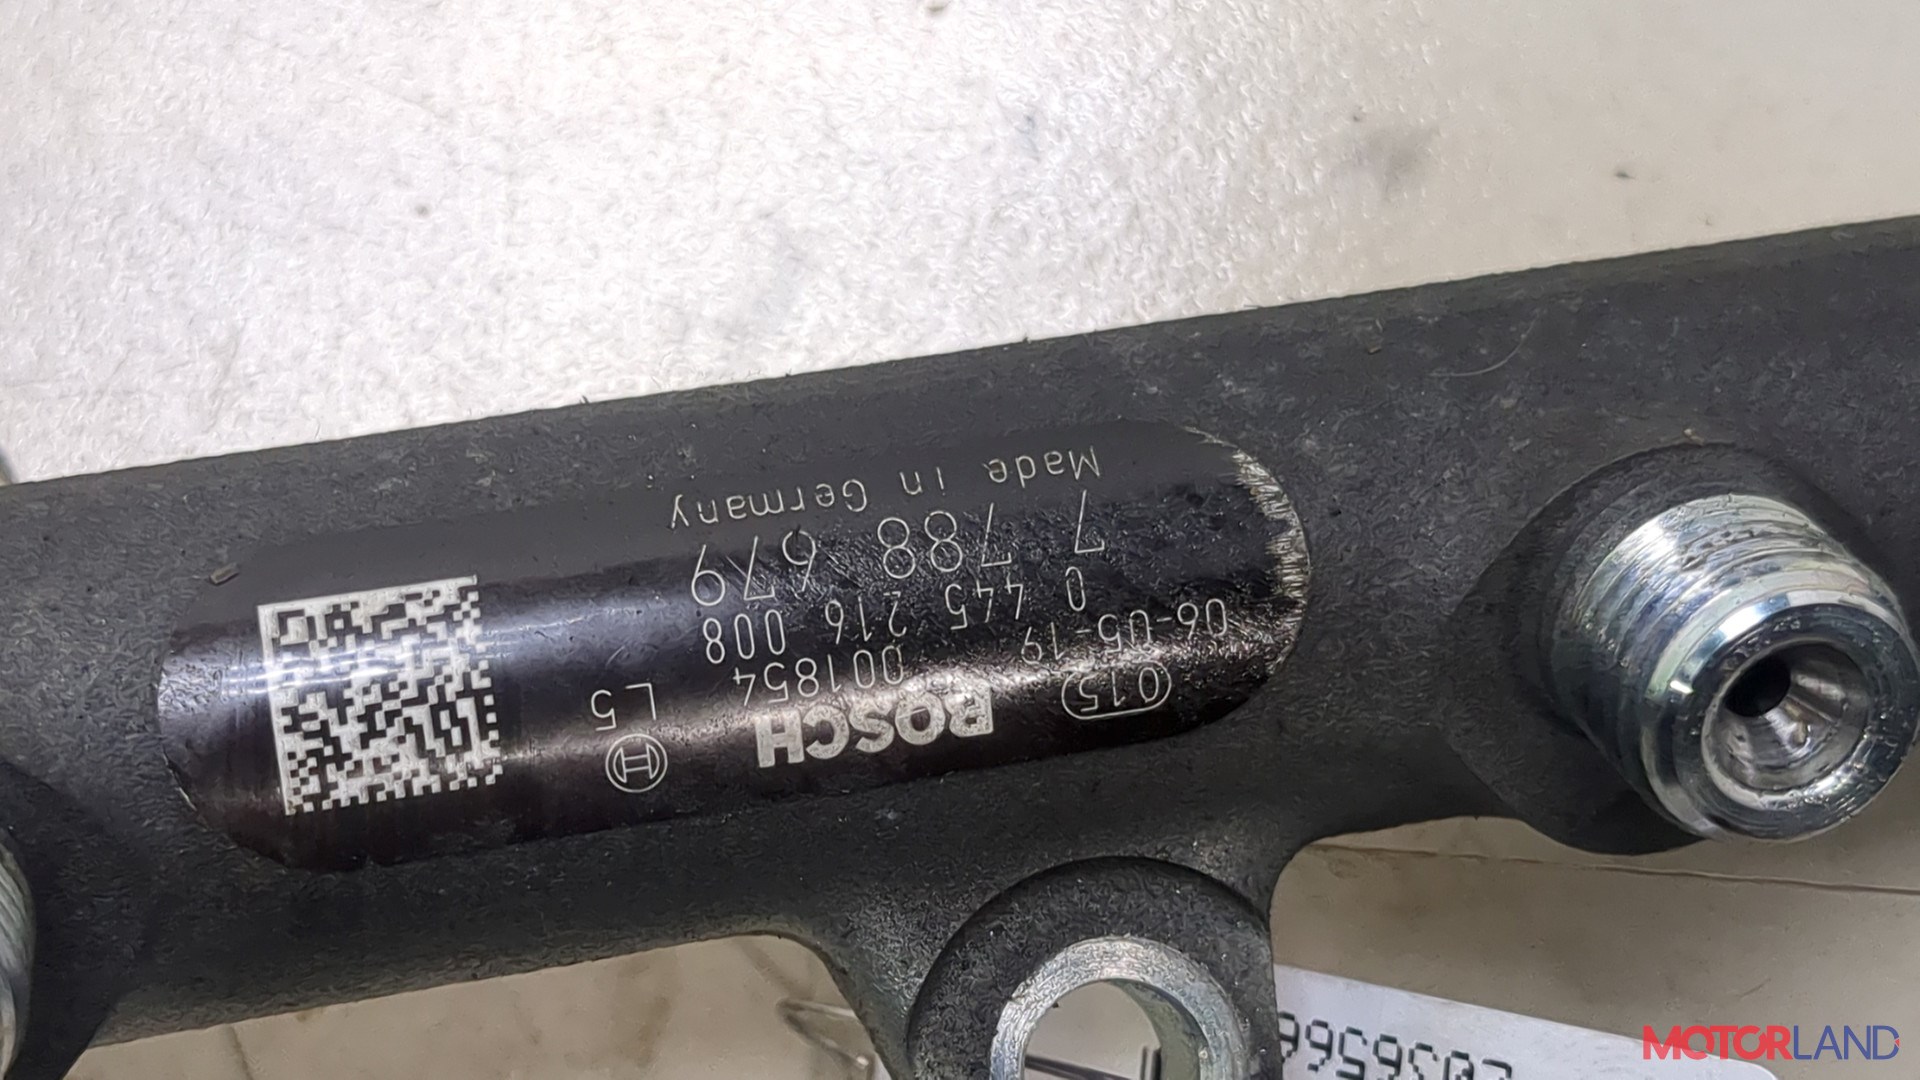 015 BOSCH
06-05-19 001854 L5
0 445 216 008
7 788 679
Made in Germany
MOTORLAND